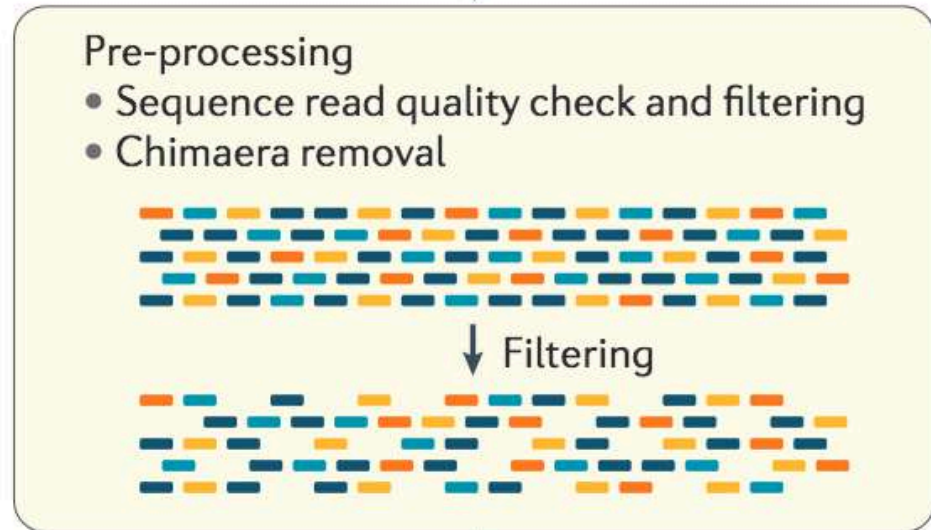 Pre-processing
• Sequence read quality check and filtering
• Chimaera removal
Filtering